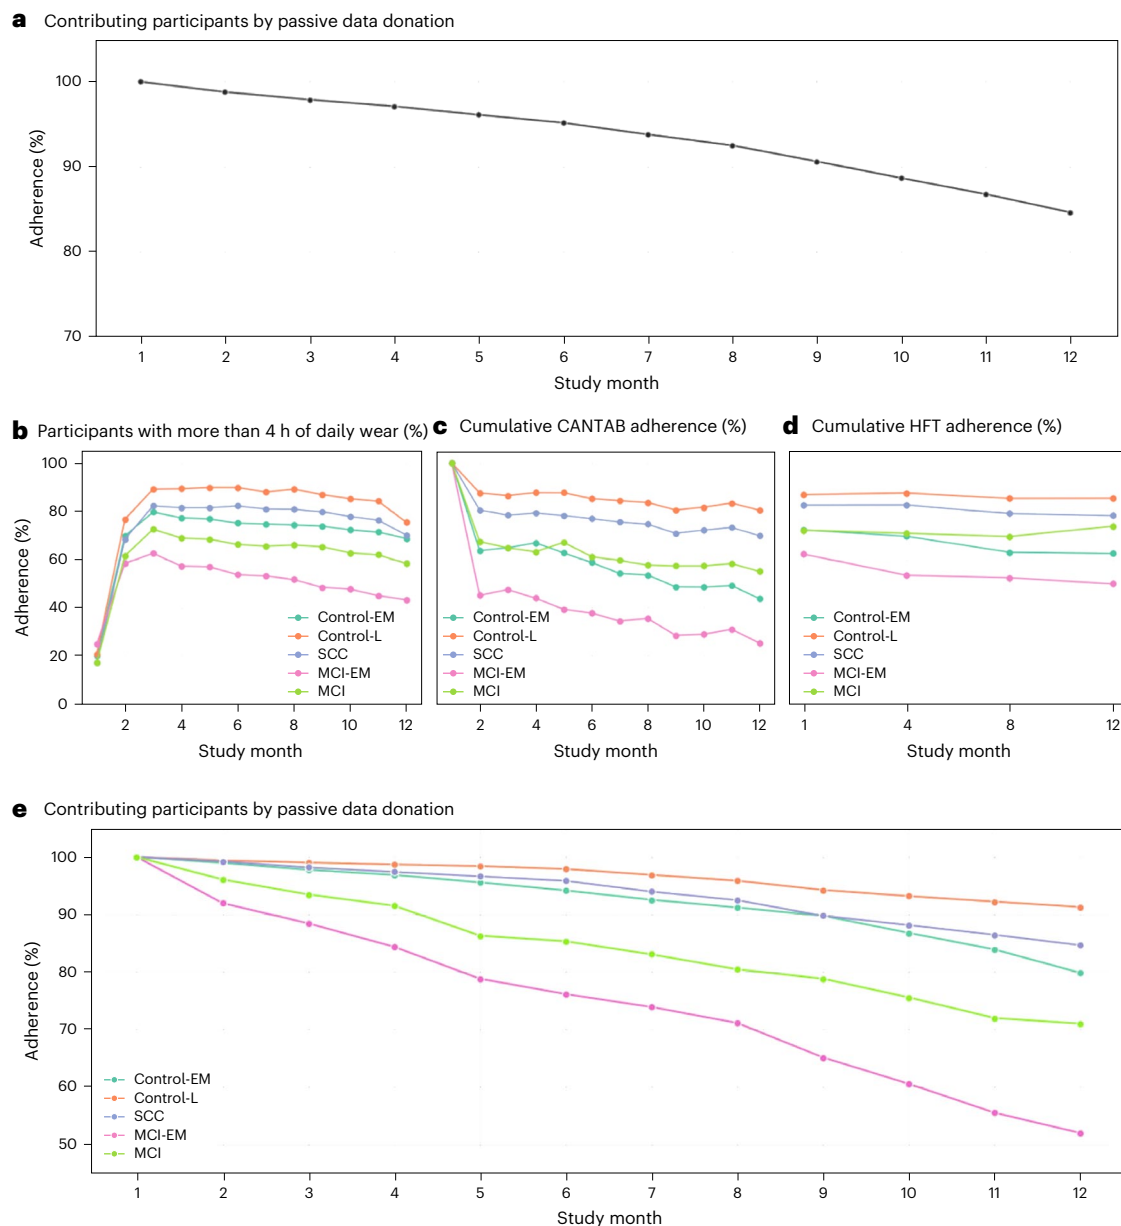 a Contributing participants by passive data donation
100
90
80
70
Adherence (%)
1 2 3 4 5 6 7 8 9 10 11 12
Study month
b Participants with more than 4 h of daily wear (%)
100
80
60
40
20
0
Adherence (%)
Control-EM
Control-L
SCC
MCI-EM
MCI
2 4 6 8 10 12
Study month
c Cumulative CANTAB adherence (%)
Control-EM
Control-L
SCC
MCI-EM
MCI
2 4 6 8 10 12
Study month
d Cumulative HFT adherence (%)
Control-EM
Control-L
SCC
MCI-EM
MCI
1 4 8 12
Study month
e Contributing participants by passive data donation
100
90
80
70
60
50
Adherence (%)
Control-EM
Control-L
SCC
MCI-EM
MCI
1 2 3 4 5 6 7 8 9 10 11 12
Study month